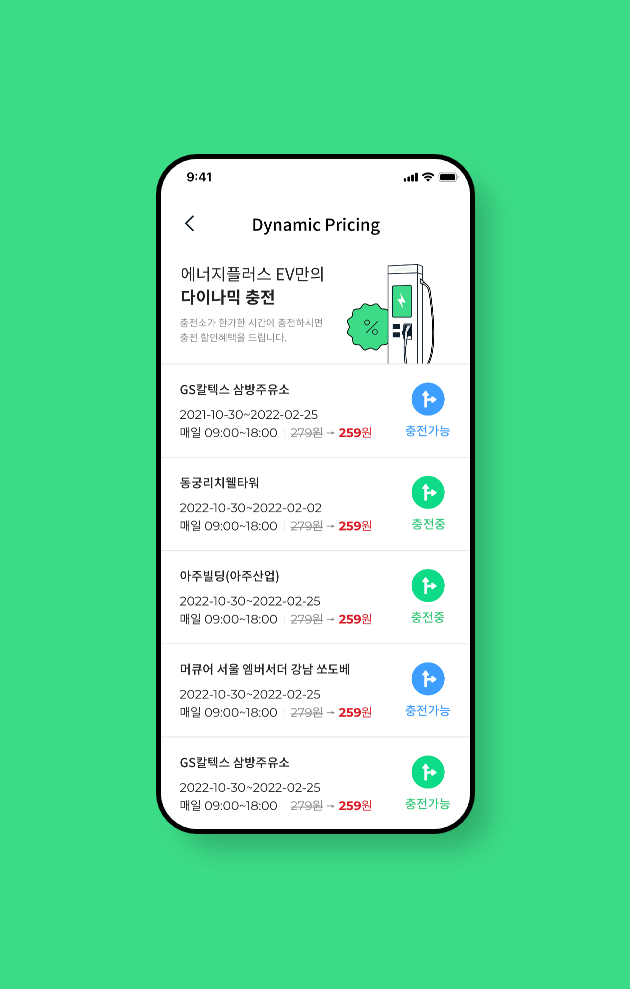 9:41
Dynamic Pricing
에너지플러스 EV만의
다이나믹 충전
충전소가 한가한 시간에 충전하시면
충전 할인혜택을 드립니다.
%
GS칼텍스 삼방주유소
2021-10-30~2022-02-25
매일 09:00~18:00 | 279원 → 259원
충전가능
동궁리치웰타워
2022-10-30~2022-02-02
매일 09:00~18:00 | 279원 → 259원
충전중
아주빌딩(아주산업)
2022-10-30~2022-02-25
매일 09:00~18:00 | 279원 → 259원
충전중
머큐어 서울 엠버서더 강남 쏘도베
2022-10-30~2022-02-25
매일 09:00~18:00 | 279원 → 259원
충전가능
GS칼텍스 삼방주유소
2022-10-30~2022-02-25
매일 09:00~18:00 | 279원 → 259원
충전가능